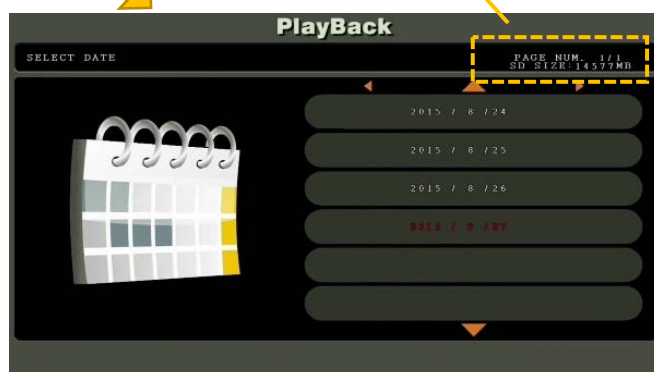 PlayBack
SELECT DATE
PAGE NUM. 1/1
SD SIZE:14577MB
2015 / 8 /24
2015 / 8 /25
2015 / 8 /26